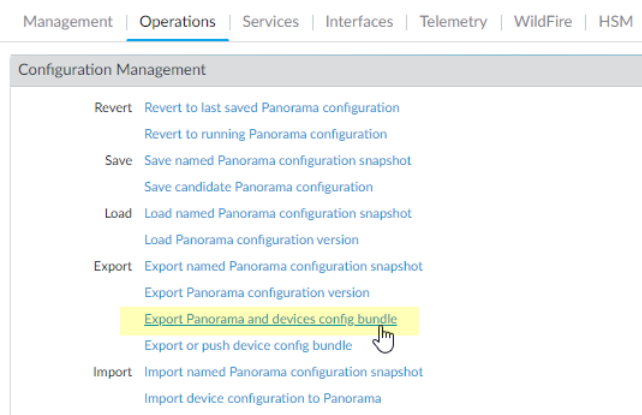 Management | Operations | Services | Interfaces | Telemetry | WildFire | HSM
Configuration Management
Revert Revert to last saved Panorama configuration
Revert to running Panorama configuration
Save Save named Panorama configuration snapshot
Save candidate Panorama configuration
Load Load named Panorama configuration snapshot
Load Panorama configuration version
Export Export named Panorama configuration snapshot
Export Panorama configuration version
Export Panorama and devices config bundle
Export or push device config bundle
Import Import named Panorama configuration snapshot
Import device configuration to Panorama